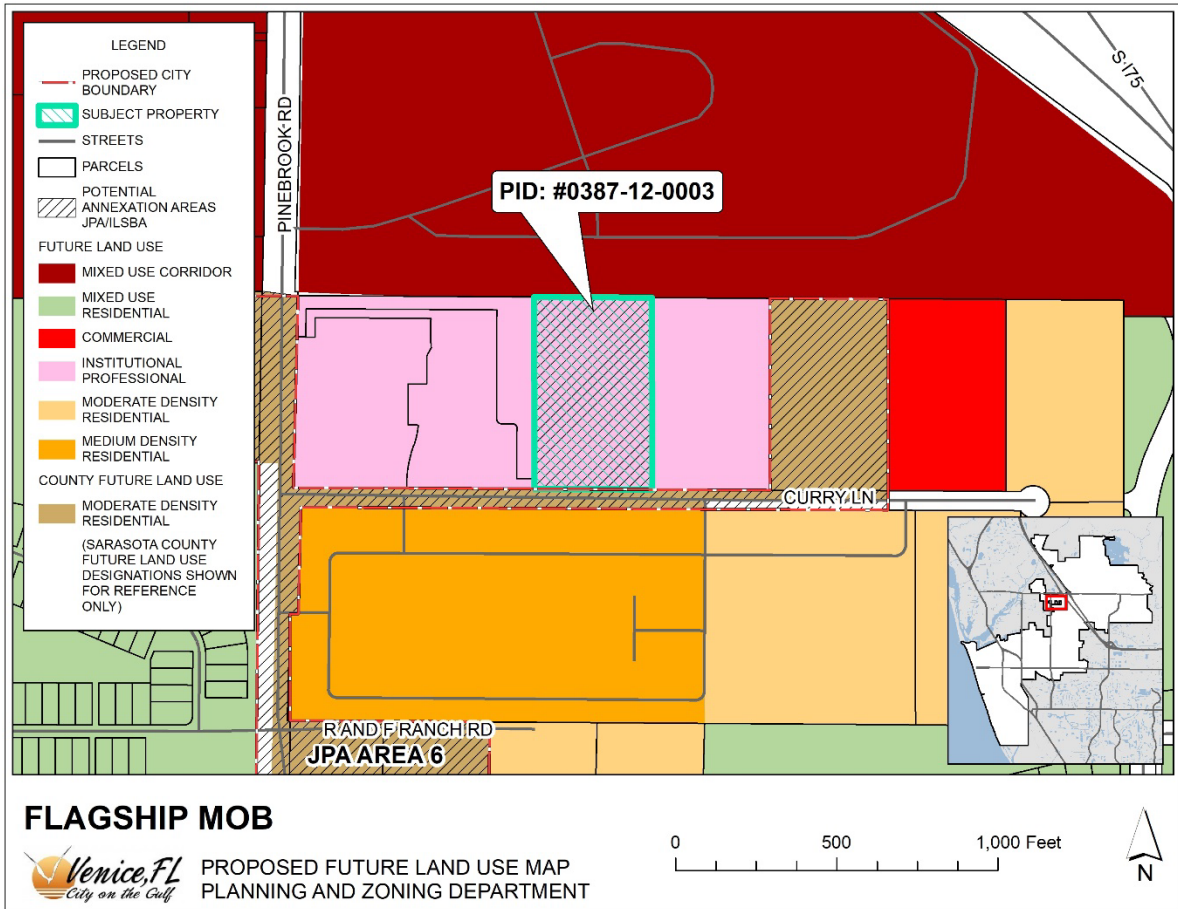 LEGEND
PROPOSED CITY
BOUNDARY
SUBJECT PROPERTY
STREETS
PARCELS
POTENTIAL
ANNEXATION AREAS
JPA/ILSBA
FUTURE LAND USE
MIXED USE CORRIDOR
MIXED USE
RESIDENTIAL
COMMERCIAL
INSTITUTIONAL
PROFESSIONAL
MODERATE DENSITY
RESIDENTIAL
MEDIUM DENSITY
RESIDENTIAL
COUNTY FUTURE LAND USE
MODERATE DENSITY
RESIDENTIAL
(SARASOTA COUNTY
FUTURE LAND USE
DESIGNATIONS SHOWN
FOR REFERENCE
ONLY)
PINEBROOK RD
S I75
PID: #0387-12-0003
CURRY LN
R AND F RANCH RD
JPA AREA 6
FLAGSHIP MOB
Venice, FL
City on the Gulf
PROPOSED FUTURE LAND USE MAP
PLANNING AND ZONING DEPARTMENT
0 500 1,000 Feet
N